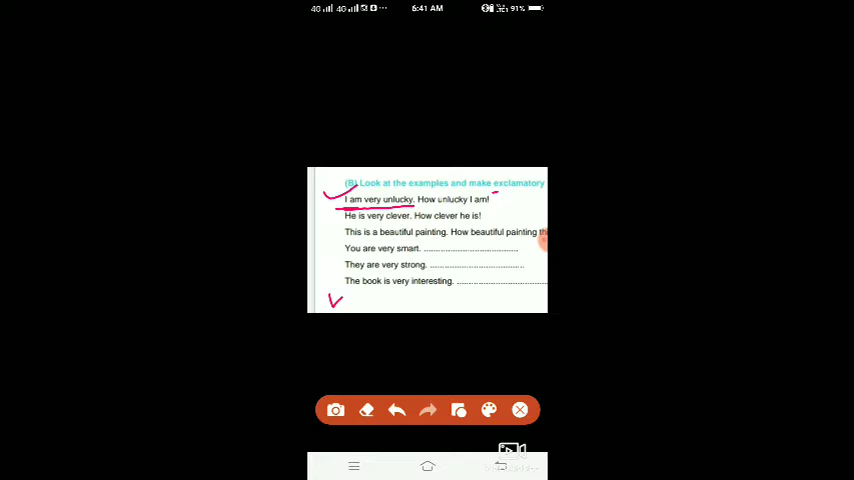 4G 4G 6:41 AM 91%
(B) Look at the examples and make exclamatory
I am very unlucky. How unlucky I am!
He is very clever. How clever he is!
This is a beautiful painting. How beautiful painting
You are very smart. ....................................
They are very strong. ....................................
The book is very interesting. ....................................